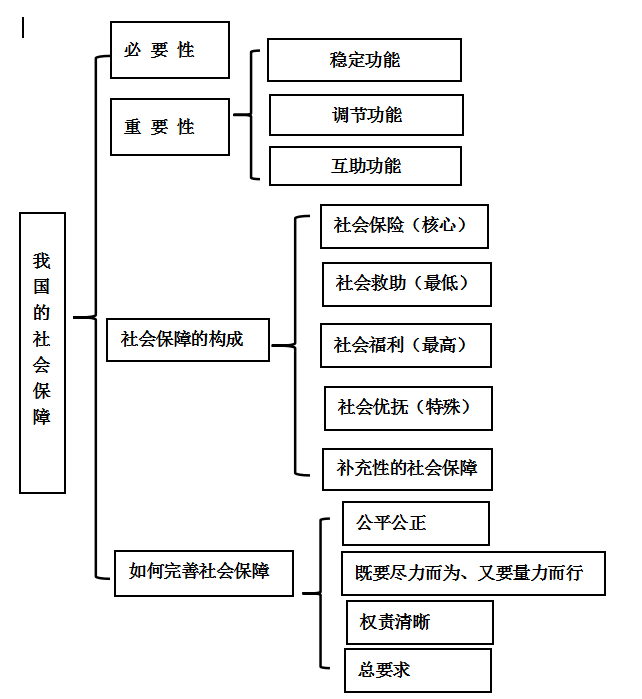 我国的社会保障
必要性
重要性
稳定功能
调节功能
互助功能
社会保障的构成
社会保险（核心）
社会救助（最低）
社会福利（最高）
社会优抚（特殊）
补充性的社会保障
如何完善社会保障
公平公正
既要尽力而为、又要量力而行
权责清晰
总要求